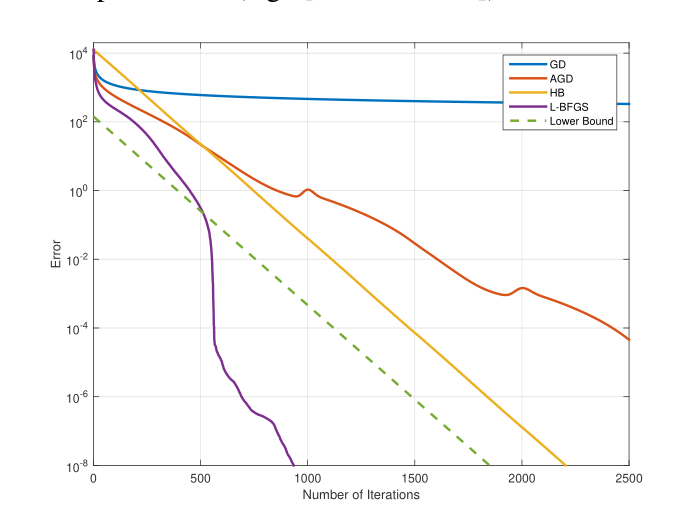 10^4
10^2
10^0
10^-2
10^-4
10^-6
10^-8
Error
0 500 1000 1500 2000 2500
Number of Iterations
GD
AGD
HB
L-BFGS
Lower Bound